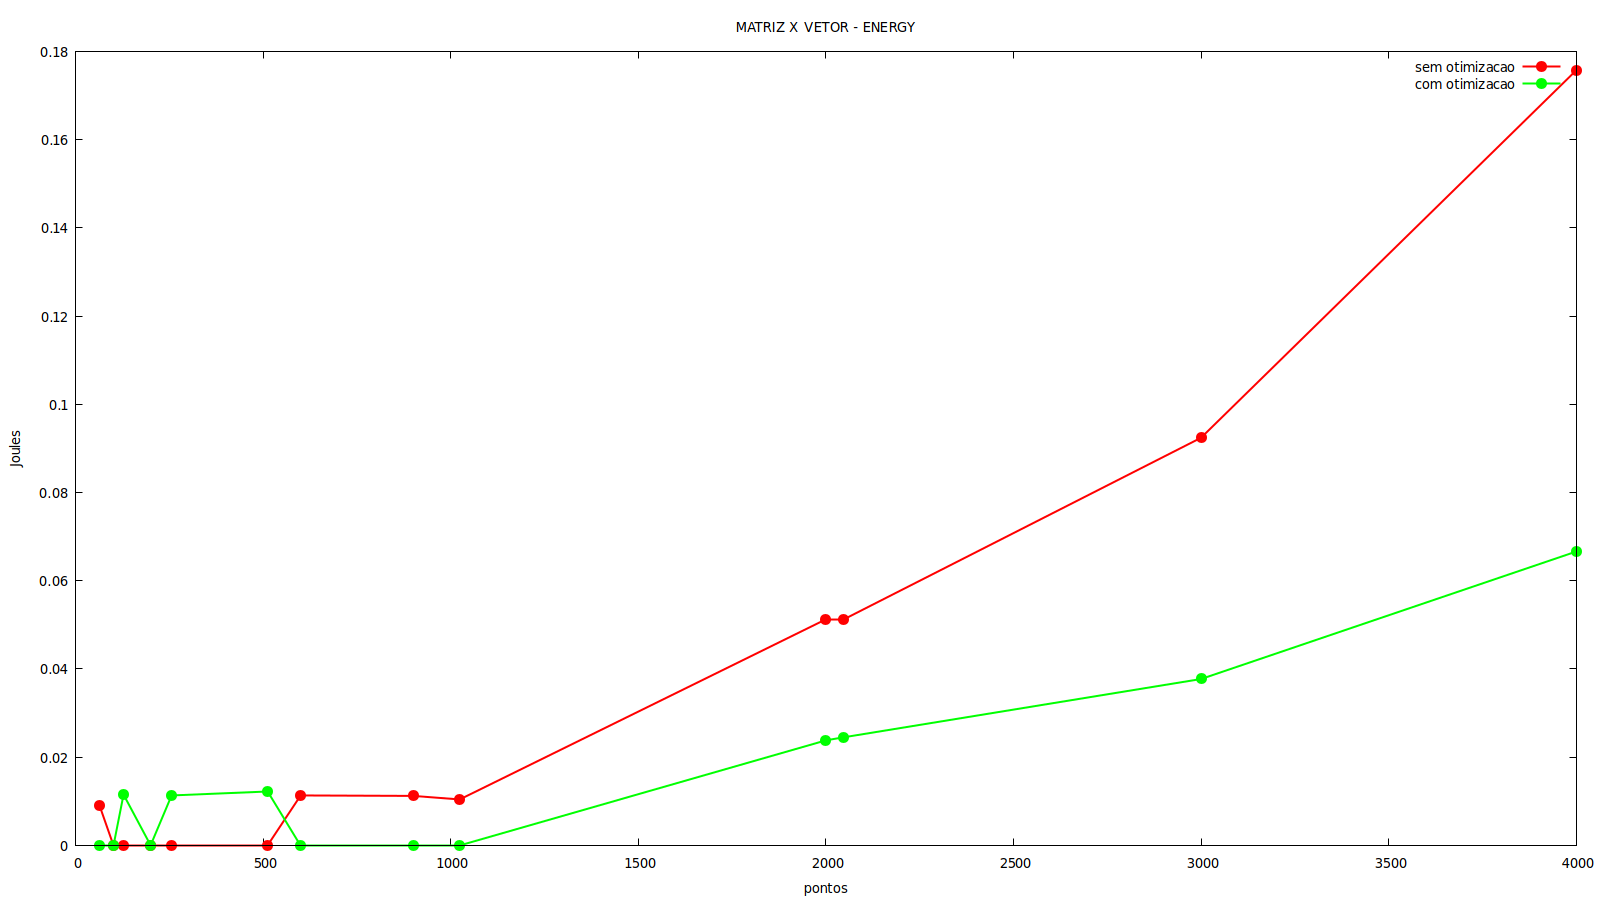 MATRIZ X VETOR - ENERGY
0.18
0.16
0.14
0.12
0.1
0.08
0.06
0.04
0.02
0
Joules
sem otimizacao
com otimizacao
0 500 1000 1500 2000 2500 3000 3500 4000
pontos